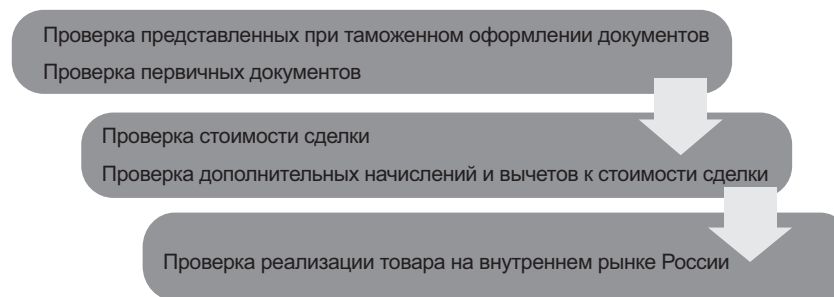 Проверка представленных при таможенном оформлении документов
Проверка первичных документов
Проверка стоимости сделки
Проверка дополнительных начислений и вычетов к стоимости сделки
Проверка реализации товара на внутреннем рынке России